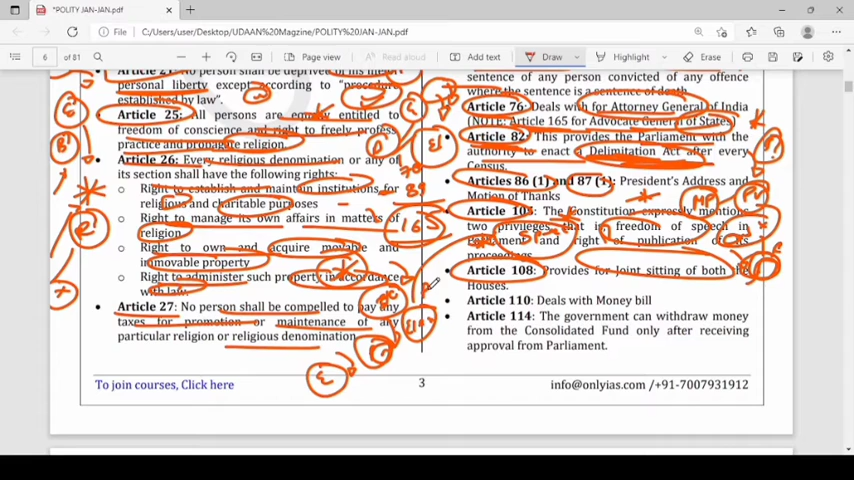 *POLITY JAN-JAN..pdf
File
C:/Users/user/Desktop/UDAAN%20Magzine/POLITY%20JAN-JAN.pdf
6 of 81
Page view
Read aloud
Add text
Draw
Highlight
Erase
Article 21: No person shall be deprived of his
personal liberty except according to "procedure
established by law".
Article 25: All persons are equally entitled to
freedom of conscience and right to freely profess,
practice and propagate religion.
Article 26: Every religious denomination or any of
its section shall have the following rights:
Right to establish and maintain institutions for
religious and charitable purposes
Right to manage its own affairs in matters of
religion
Right to own and acquire movable and
immovable property
Right to administer such property in accordance
with law.
Article 27: No person shall be compelled to pay any
taxes for promotion or maintenance of any
particular religion or religious denomination.
sentence of any person convicted of any offence
where the sentence is a sentence of death.
Article 76: Deals with for Attorney General of India
(NOTE: Article 165 for Advocate General of States)
Article 82: This provides the Parliament with the
authority to enact a Delimitation Act after every
Census.
Articles 86 (1) and 87 (1): President's Address and
Motion of Thanks
Article 105: The Constitution expressly mentions
two privileges, that is, freedom of speech in
Parliament and right of publication of its
proceedings.
Article 108: Provides for Joint sitting of both the
Houses.
Article 110: Deals with Money bill
Article 114: The government can withdraw money
from the Consolidated Fund only after receiving
approval from Parliament.
165
MP
To join courses, Click here
3
info@onlyias.com /+91-7007931912